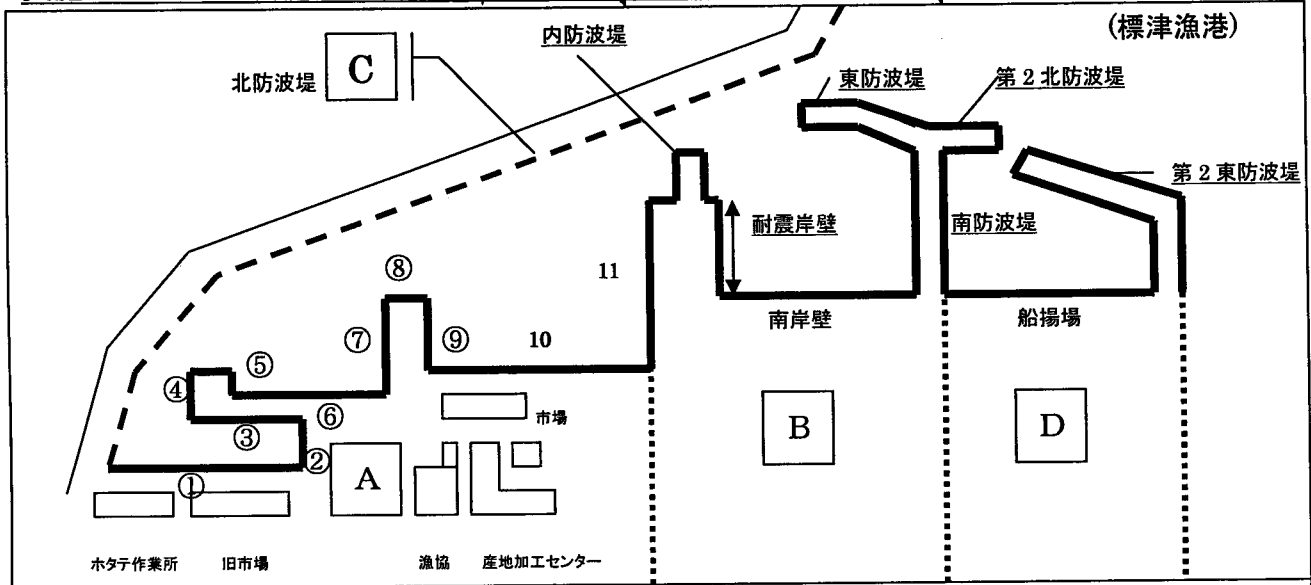 (標津漁港)
内防波堤
C
北防波堤
東防波堤
第2北防波堤
第2東防波堤
耐震岸壁
南防波堤
⑧
11
南岸壁
船揚場
⑦
⑨
10
⑤
④
⑥
③
市場
B
D
②
A
①
ホタテ作業所
旧市場
漁協
産地加工センター